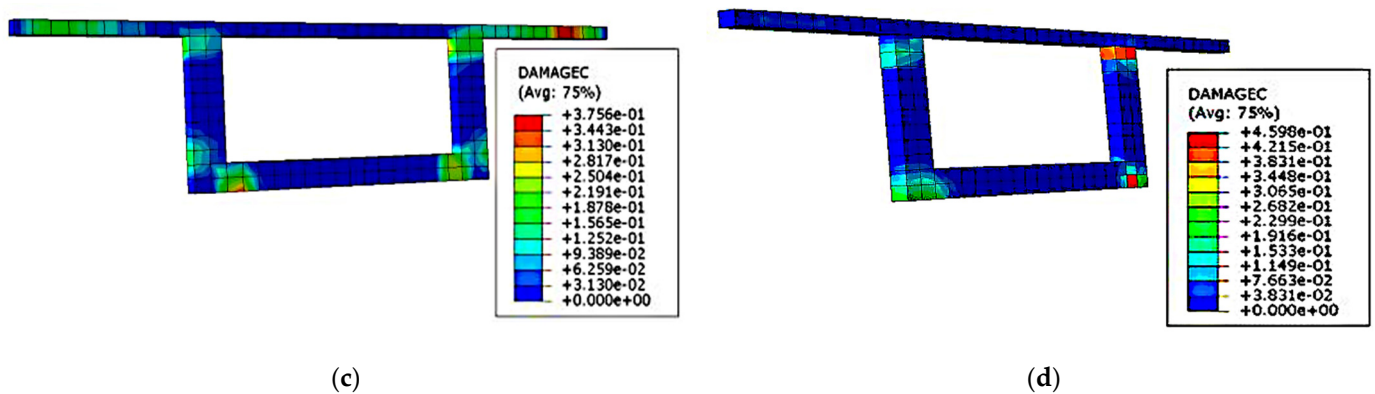 DAMAGEC
(Avg: 75%)
+3.756e-01
+3.443e-01
+3.130e-01
+2.817e-01
+2.504e-01
+2.191e-01
+1.878e-01
+1.565e-01
+1.252e-01
+9.389e-02
+6.259e-02
+3.130e-02
+0.000e+00
DAMAGEC
(Avg: 75%)
+4.598e-01
+4.215e-01
+3.831e-01
+3.448e-01
+3.065e-01
+2.682e-01
+2.299e-01
+1.916e-01
+1.533e-01
+1.149e-01
+7.663e-02
+3.831e-02
+0.000e+00
(c)
(d)